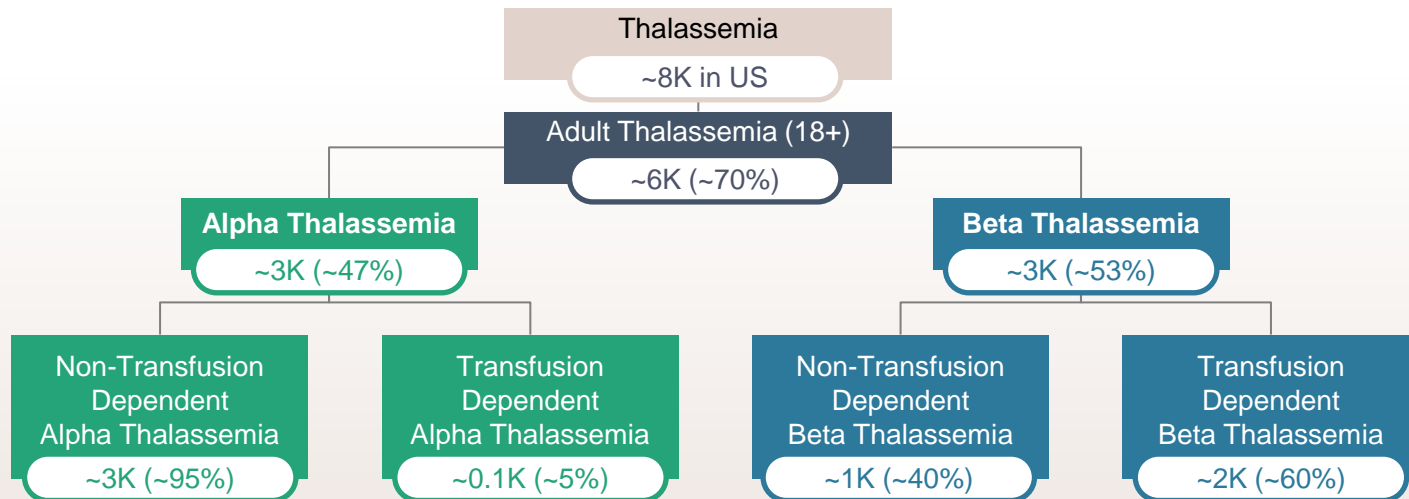 Thalassemia
~8K in US
Adult Thalassemia (18+)
~6K (~70%)
Alpha Thalassemia
~3K (~47%)
Beta Thalassemia
~3K (~53%)
Non-Transfusion
Dependent
Alpha Thalassemia
~3K (~95%)
Transfusion
Dependent
Alpha Thalassemia
~0.1K (~5%)
Non-Transfusion
Dependent
Beta Thalassemia
~1K (~40%)
Transfusion
Dependent
Beta Thalassemia
~2K (~60%)